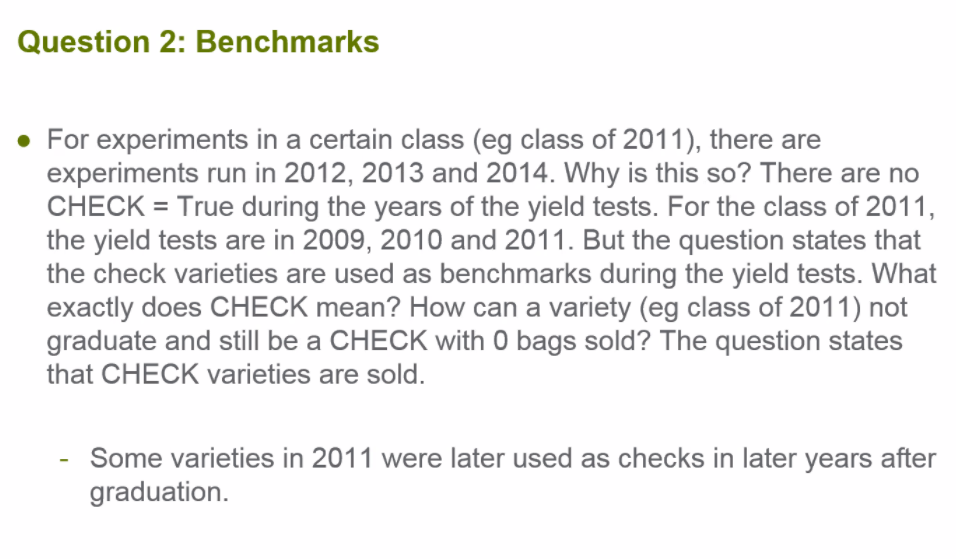 Question 2: Benchmarks
● For experiments in a certain class (eg class of 2011), there are
experiments run in 2012, 2013 and 2014. Why is this so? There are no
CHECK = True during the years of the yield tests. For the class of 2011,
the yield tests are in 2009, 2010 and 2011. But the question states that
the check varieties are used as benchmarks during the yield tests. What
exactly does CHECK mean? How can a variety (eg class of 2011) not
graduate and still be a CHECK with 0 bags sold? The question states
that CHECK varieties are sold.
- Some varieties in 2011 were later used as checks in later years after
graduation.